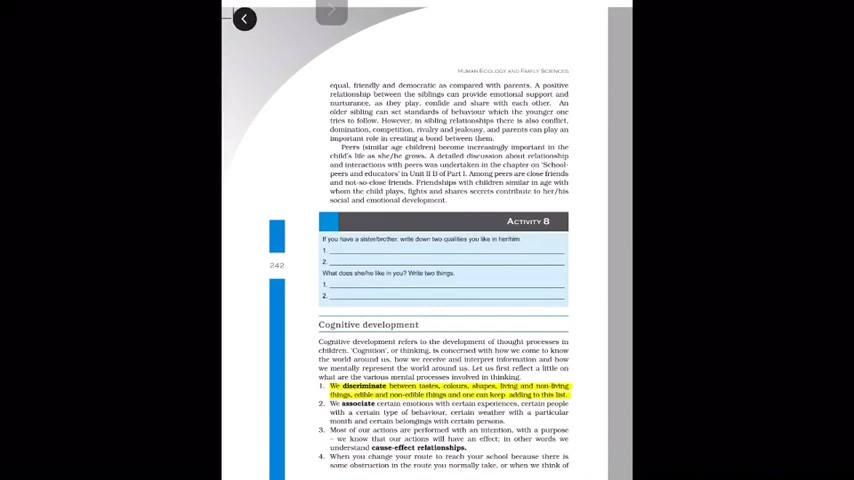 HUMAN ECOLOGY AND FAMILY SCIENCES
equal, friendly and democratic as compared with parents. A positive
relationship between the siblings can provide emotional support and
nurturance, as they play, confide and share with each other. An
older sibling can set standards of behaviour which the younger one
tries to follow. However, in sibling relationships there is also conflict,
domination, competition, rivalry and jealousy, and parents can play an
important role in creating a bond between them.
Peers (similar age children) become increasingly important in the
child's life as she/he grows. A detailed discussion about relationship
and interactions with peers was undertaken in the chapter on 'School-
peers and educators' in Unit II B of Part I. Among peers are close friends
and not-so-close friends. Friendships with children similar in age with
whom the child plays, fights and shares secrets contribute to her/his
social and emotional development.
ACTIVITY 8
If you have a sister/brother, write down two qualities you like in her/him.
1.
2.
What does she/he like in you? Write two things.
1.
2.
242
Cognitive development
Cognitive development refers to the development of thought processes in
children. 'Cognition', or thinking, is concerned with how we come to know
the world around us, how we receive and interpret information and how
we mentally represent the world around us. Let us first reflect a little on
what are the various mental processes involved in thinking.
1. We discriminate between tastes, colours, shapes, living and non-living
things, edible and non-edible things and one can keep adding to this list.
2. We associate certain emotions with certain experiences, certain people
with a certain type of behaviour, certain weather with a particular
month and certain belongings with certain persons.
3. Most of our actions are performed with an intention, with a purpose
– we know that our actions will have an effect; in other words we
understand cause-effect relationships.
4. When you change your route to reach your school because there is
some obstruction in the route you normally take, or when we think of